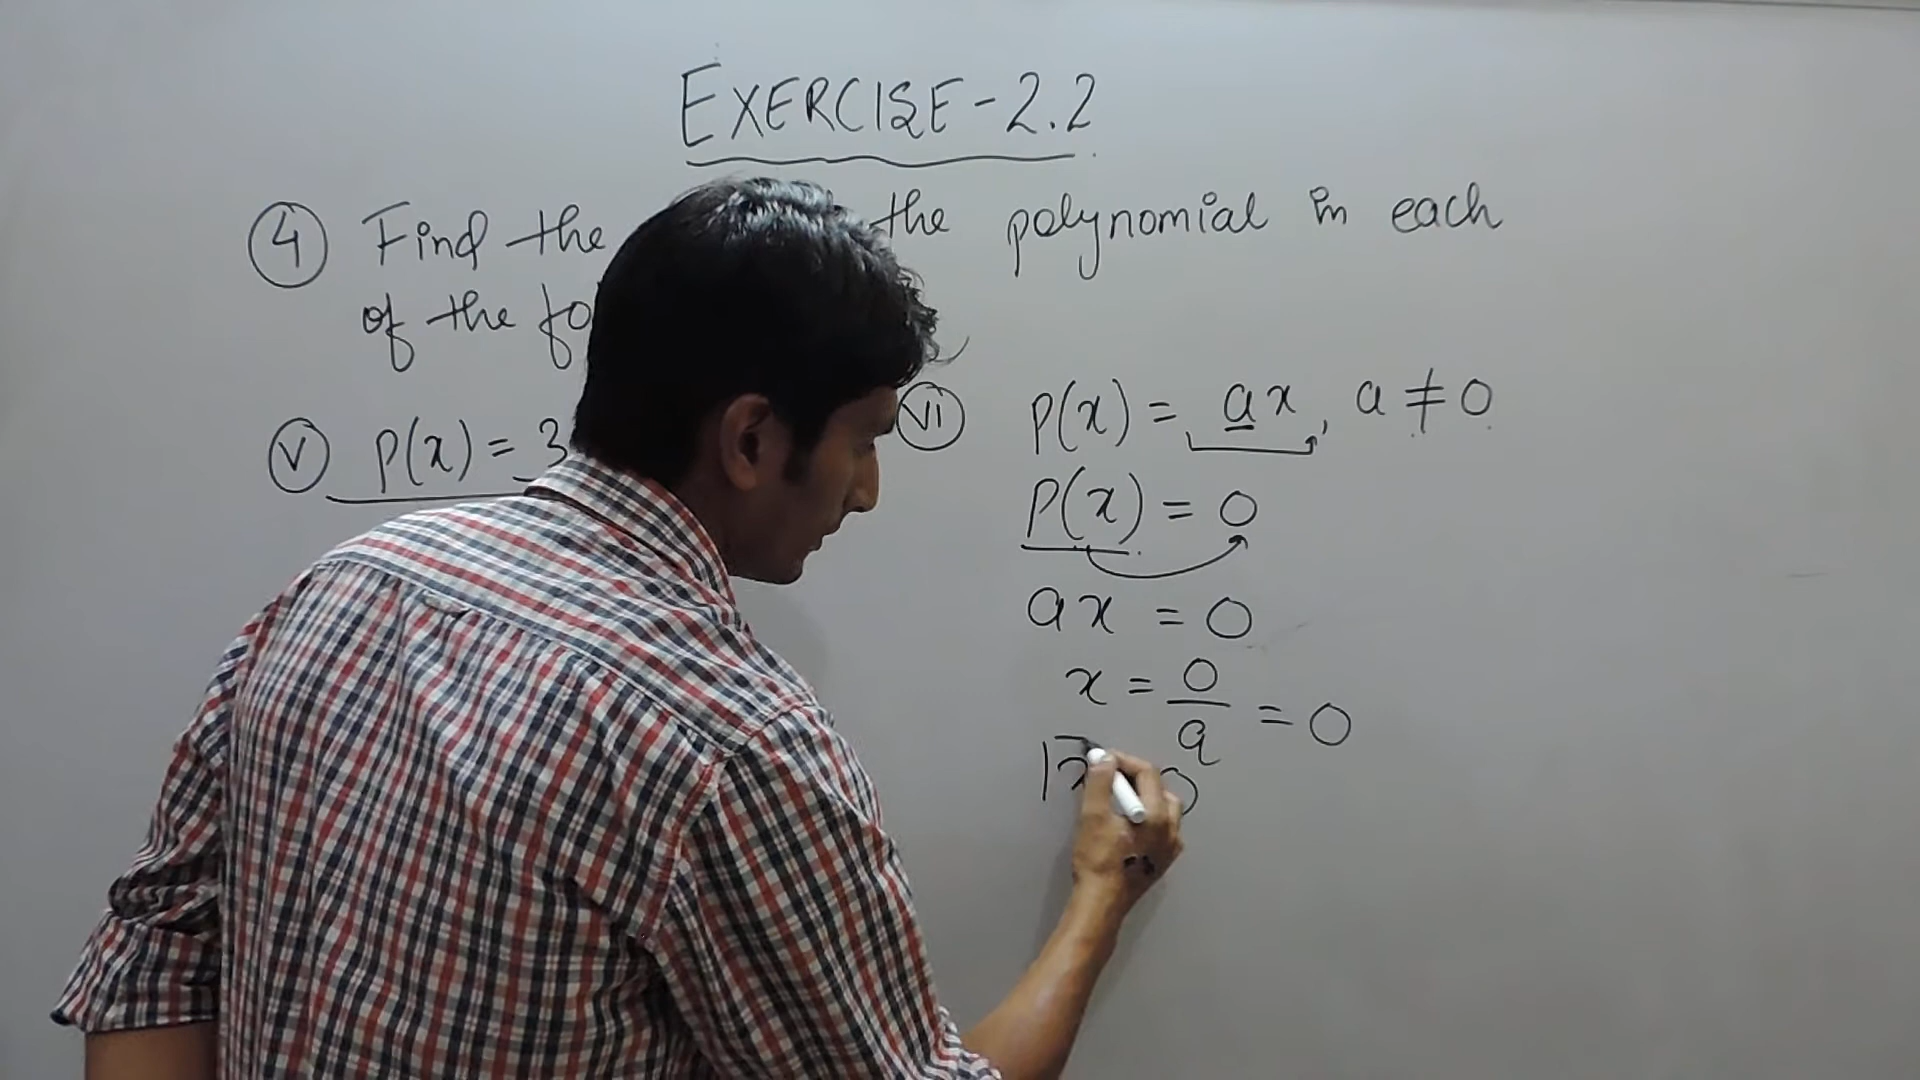 EXERCISE-2.2
④ Find the the polynomial in each
of the
ⓥ p(x) = 3
ⓥⓘ p(x) = ax, a ≠ 0
p(x) = 0
ax = 0
x = 0/a = 0
x 0